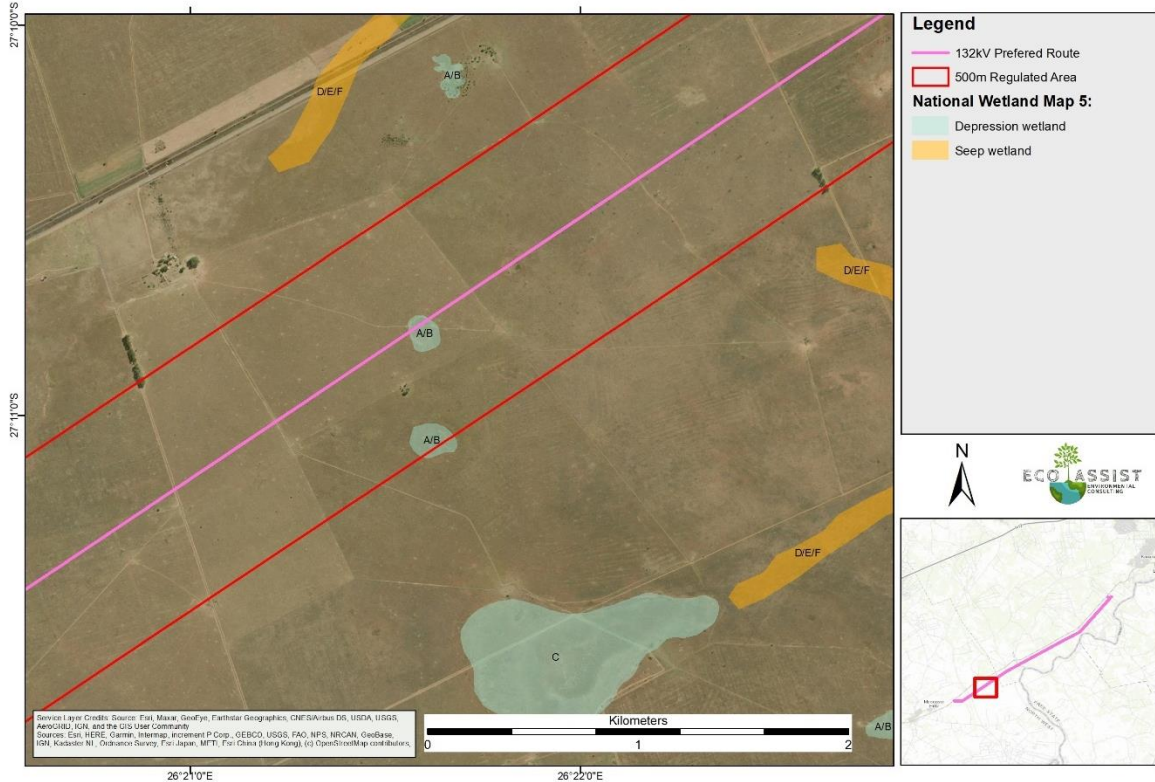 27°10'0"S
27°11'0"S
26°21'0"E
26°22'0"E
D/E/F
A/B
D/E/F
A/B
A/B
D/E/F
C
A/B
Service Layer Credits: Source: Esri, Maxar, GeoEye, Earthstar Geographics, CNES/Airbus DS, USDA, USGS,
AeroGRID, IGN, and the GIS User Community
Sources: Esri, HERE, Garmin, Intermap, increment P Corp., GEBCO, USGS, FAO, NPS, NRCAN, GeoBase,
IGN, Kadaster NL, Ordnance Survey, Esri Japan, METI, Esri China (Hong Kong), (c) OpenStreetMap contributors,
Kilometers
0 1 2
Legend
132kV Prefered Route
500m Regulated Area
National Wetland Map 5:
Depression wetland
Seep wetland
N
ECO ASSIST
ENVIRONMENTAL
CONSULTING
FREE STATE
NORTH WEST